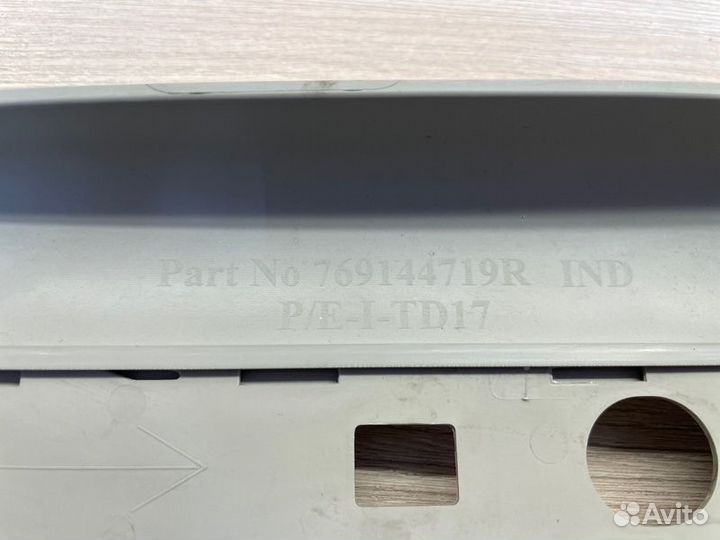 Part No 769144719R IND
P/E-I-TD17
Avito